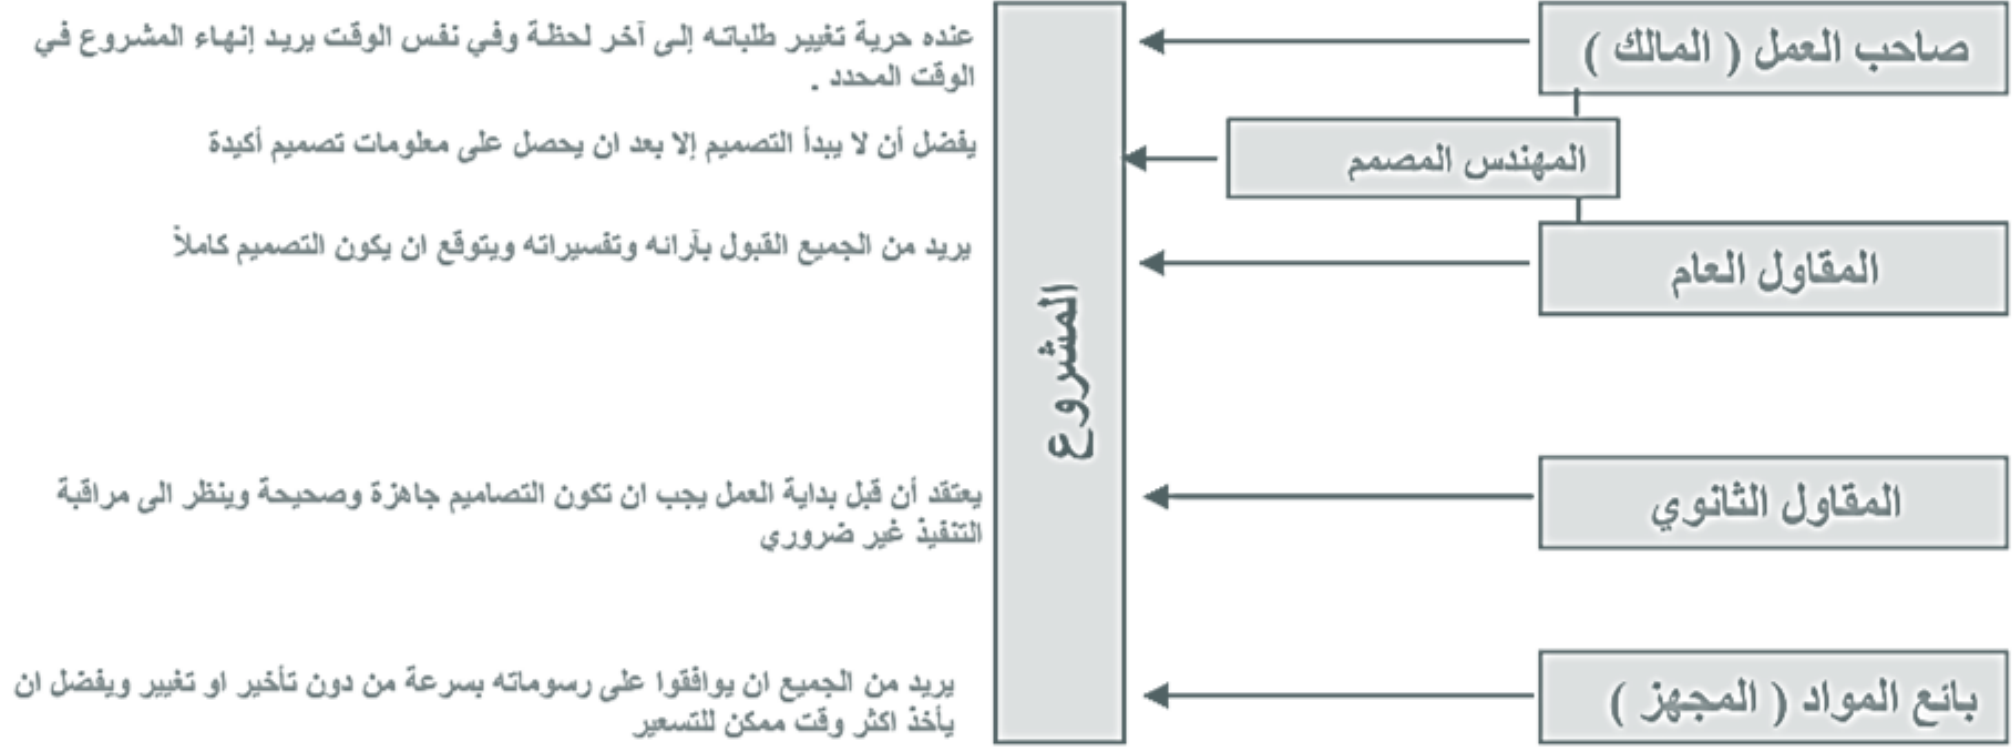 صاحب العمل ( المالك )
عنده حرية تغيير طلباته إلى آخر لحظة وفي نفس الوقت يريد إنهاء المشروع في
الوقت المحدد .
المهندس المصمم
يفضل أن لا يبدأ التصميم إلا بعد ان يحصل على معلومات تصميم أكيدة
المقاول العام
يريد من الجميع القبول بآرائه وتفسيراته ويتوقع ان يكون التصميم كاملاً
المشروع
المقاول الثانوي
يعتقد أن قبل بداية العمل يجب ان تكون التصاميم جاهزة وصحيحة وينظر الى مراقبة
التنفيذ غير ضروري
بائع المواد ( المجهز )
يريد من الجميع ان يوافقوا على رسوماته بسرعة من دون تأخير او تغيير ويفضل ان
يأخذ اكثر وقت ممكن للتسعير